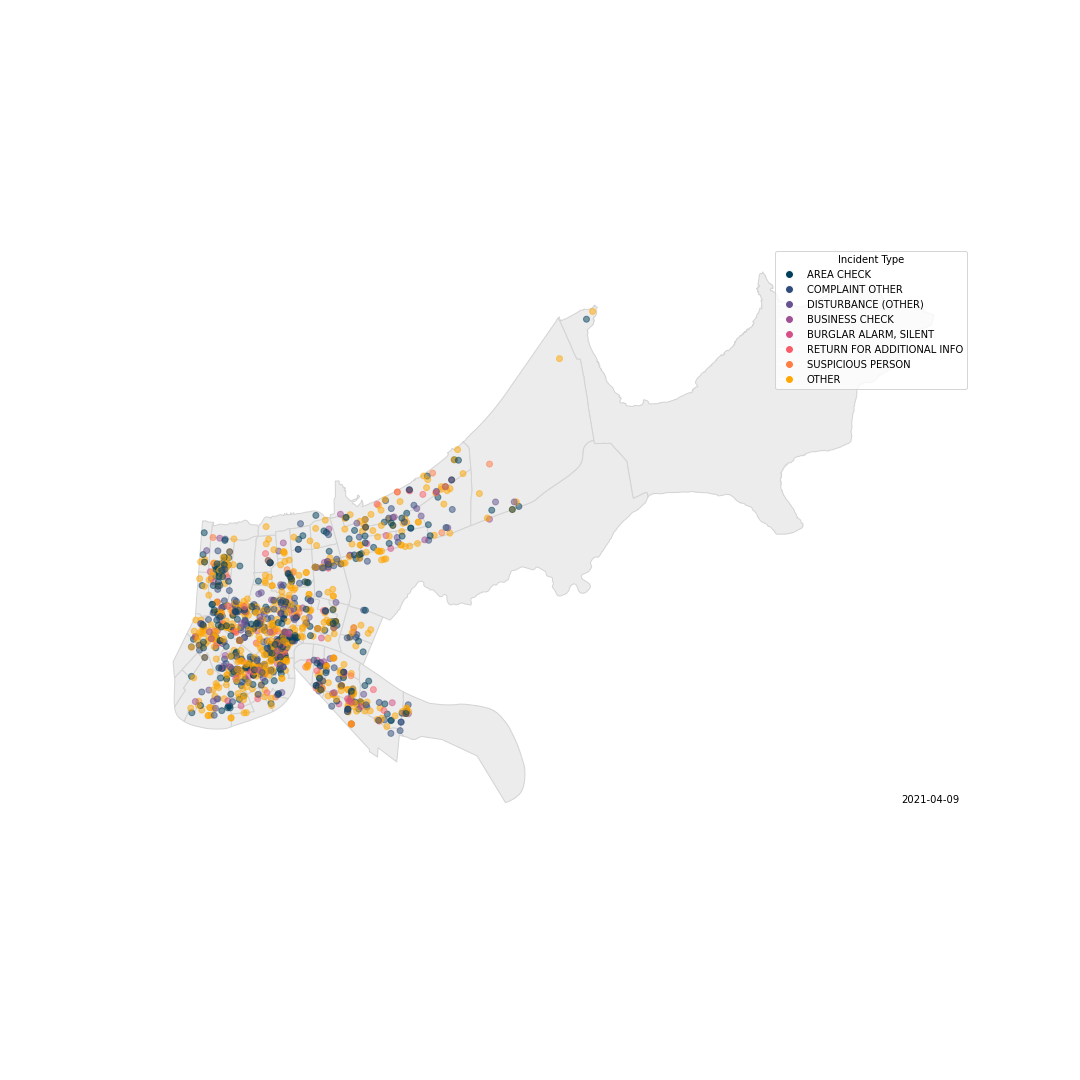 Incident Type
AREA CHECK
COMPLAINT OTHER
DISTURBANCE (OTHER)
BUSINESS CHECK
BURGLAR ALARM, SILENT
RETURN FOR ADDITIONAL INFO
SUSPICIOUS PERSON
OTHER
2021-04-09